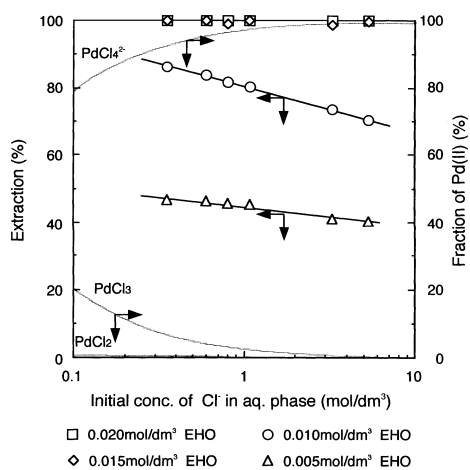 Extraction (%)
Fraction of Pd(II) (%)
100
80
60
40
20
0
100
80
60
40
20
0
PdCl₄²⁻
PdCl₃
PdCl₂
0.1
1
10
Initial conc. of Cl⁻ in aq. phase (mol/dm³)
0.020mol/dm³ EHO
0.010mol/dm³ EHO
0.015mol/dm³ EHO
0.005mol/dm³ EHO